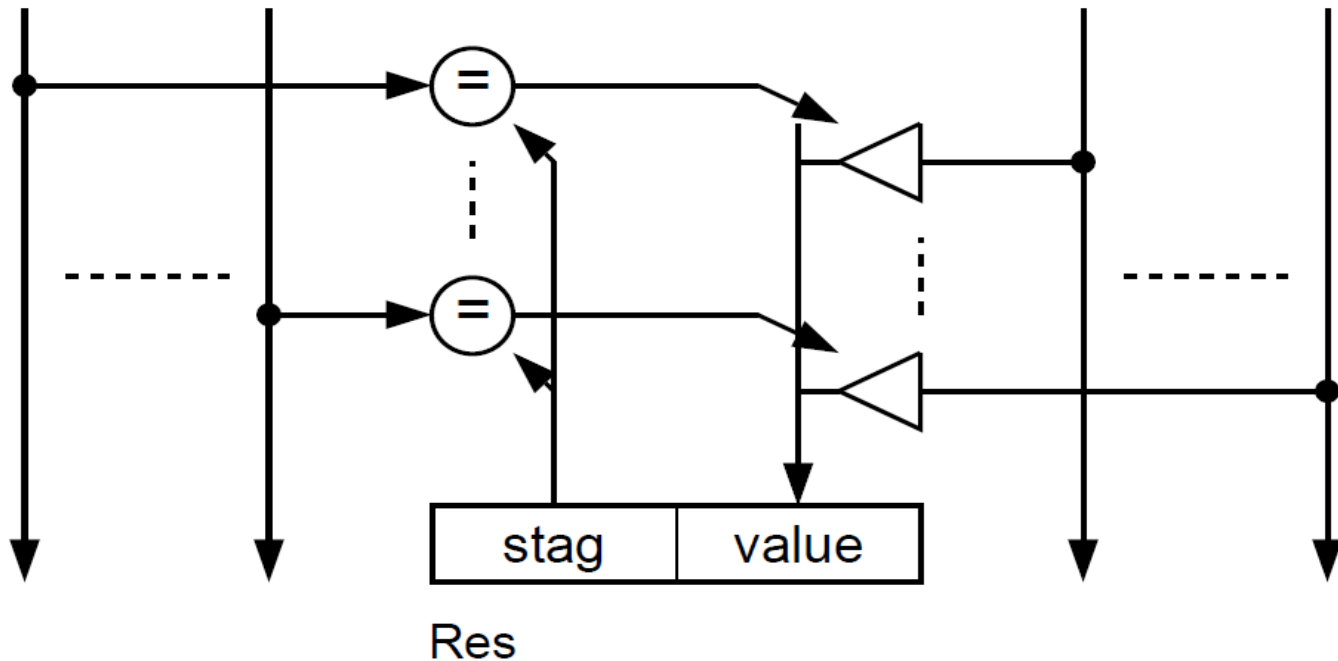 =
=
stag value
Res